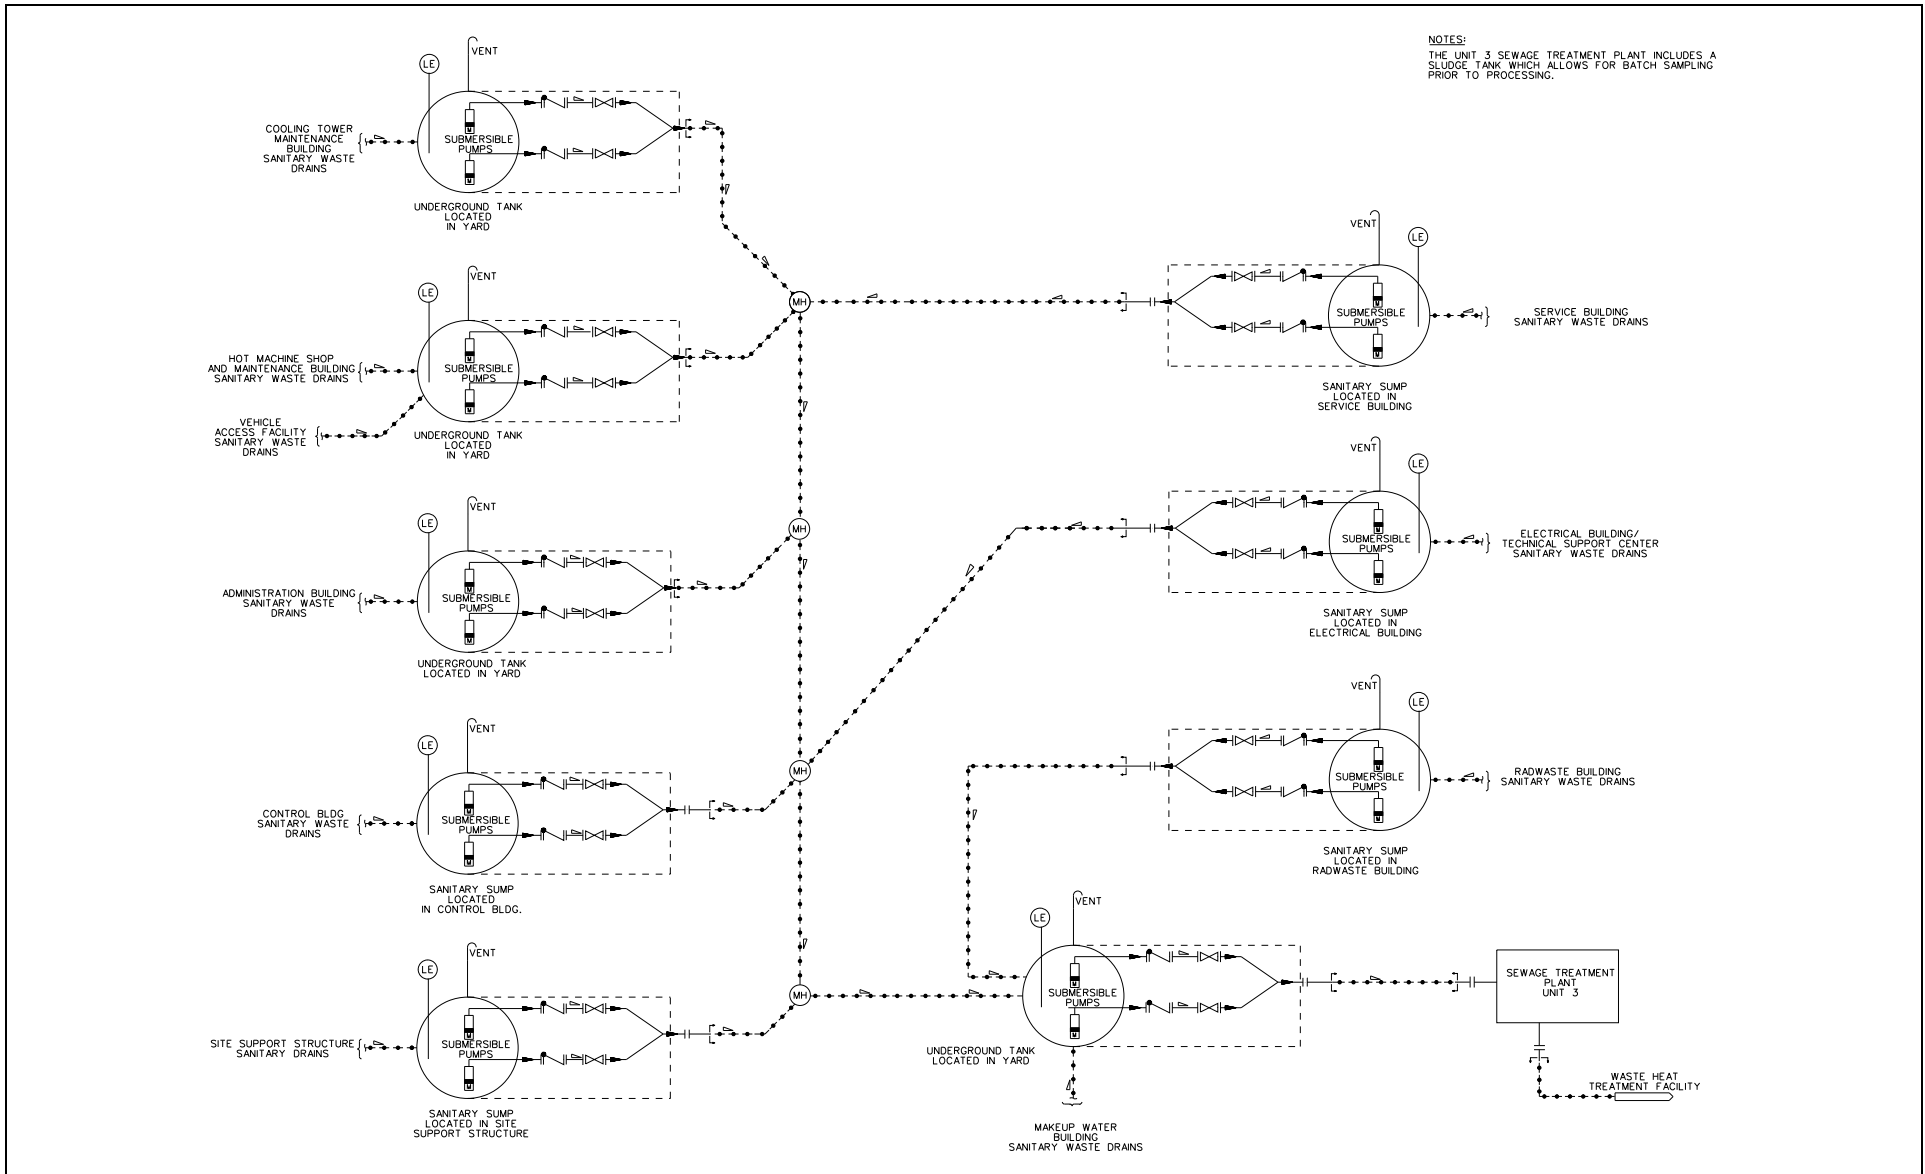 NOTES:
THE UNIT 3 SEWAGE TREATMENT PLANT INCLUDES A
SLUDGE TANK WHICH ALLOWS FOR BATCH SAMPLING
PRIOR TO PROCESSING.
VENT
LE
COOLING TOWER
MAINTENANCE
BUILDING
SANITARY WASTE
DRAINS
M
SUBMERSIBLE
PUMPS
M
UNDERGROUND TANK
LOCATED
IN YARD
VENT
LE
HOT MACHINE SHOP
AND MAINTENANCE BUILDING
SANITARY WASTE DRAINS
M
SUBMERSIBLE
PUMPS
M
VEHICLE
ACCESS FACILITY
SANITARY WASTE
DRAINS
UNDERGROUND TANK
LOCATED
IN YARD
MH
VENT
LE
M
SUBMERSIBLE
PUMPS
M
SERVICE BUILDING
SANITARY WASTE DRAINS
SANITARY SUMP
LOCATED IN
SERVICE BUILDING
VENT
LE
ADMINISTRATION BUILDING
SANITARY WASTE
DRAINS
M
SUBMERSIBLE
PUMPS
M
UNDERGROUND TANK
LOCATED IN YARD
MH
VENT
LE
M
SUBMERSIBLE
PUMPS
M
ELECTRICAL BUILDING/
TECHNICAL SUPPORT CENTER
SANITARY WASTE DRAINS
SANITARY SUMP
LOCATED IN
ELECTRICAL BUILDING
VENT
LE
CONTROL BLDG
SANITARY WASTE
DRAINS
M
SUBMERSIBLE
PUMPS
M
SANITARY SUMP
LOCATED
IN CONTROL BLDG.
MH
VENT
LE
M
SUBMERSIBLE
PUMPS
M
RADWASTE BUILDING
SANITARY WASTE DRAINS
SANITARY SUMP
LOCATED IN
RADWASTE BUILDING
VENT
LE
SITE SUPPORT STRUCTURE
SANITARY DRAINS
M
SUBMERSIBLE
PUMPS
M
SANITARY SUMP
LOCATED IN SITE
SUPPORT STRUCTURE
MH
VENT
LE
M
SUBMERSIBLE
PUMPS
M
UNDERGROUND TANK
LOCATED IN YARD
MAKEUP WATER
BUILDING
SANITARY WASTE DRAINS
SEWAGE TREATMENT
PLANT
UNIT 3
WASTE HEAT
TREATMENT FACILITY